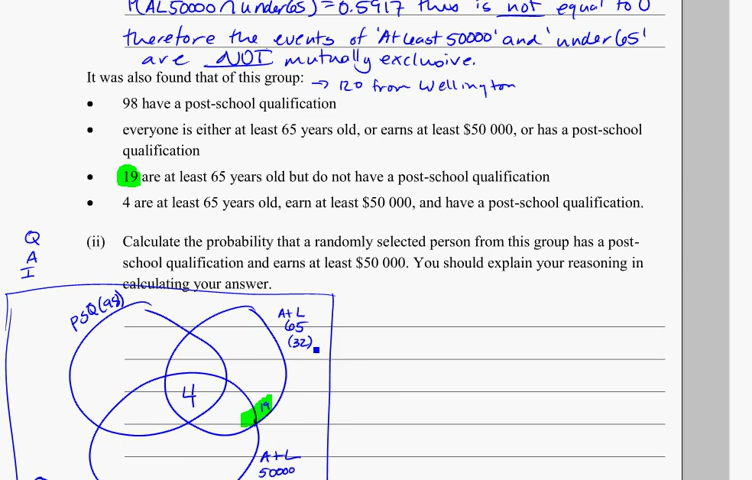 P(AL50000 ∩ under65) = 0.5917 thus is not equal to 0
therefore the events of 'At least 50000' and 'under 65'
are NOT mutually exclusive.
It was also found that of this group: → 120 from Wellington
• 98 have a post-school qualification
• everyone is either at least 65 years old, or earns at least $50 000, or has a post-school
qualification
• 19 are at least 65 years old but do not have a post-school qualification
• 4 are at least 65 years old, earn at least $50 000, and have a post-school qualification.
Q
A
I
(ii) Calculate the probability that a randomly selected person from this group has a post-
school qualification and earns at least $50 000. You should explain your reasoning in
calculating your answer.
PSQ(98)
A+L
65
(32)
4
19
A+L
50000